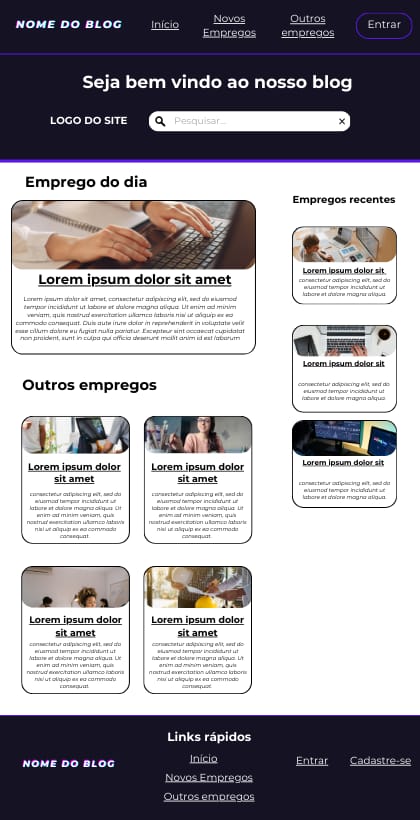 NOME DO BLOG
Início
Novos
Empregos
Outros
empregos
Entrar
Seja bem vindo ao nosso blog
LOGO DO SITE
Pesquisar...
×
Emprego do dia
Lorem ipsum dolor sit amet
Lorem ipsum dolor sit amet, consectetur adipiscing elit, sed do eiusmod
tempor incididunt ut labore et dolore magna aliqua. Ut enim ad minim
veniam, quis nostrud exercitation ullamco laboris nisi ut aliquip ex ea
commodo consequat. Duis aute irure dolor in reprehenderit in voluptate velit
esse cillum dolore eu fugiat nulla pariatur. Excepteur sint occaecat cupidatat
non proident, sunt in culpa qui officia deserunt mollit anim id est laborum
Empregos recentes
Lorem ipsum dolor sit
consectetur adipiscing elit, sed do
eiusmod tempor incididunt ut
labore et dolore magna aliqua.
Lorem ipsum dolor sit
consectetur adipiscing elit, sed do
eiusmod tempor incididunt ut
labore et dolore magna aliqua.
Lorem ipsum dolor sit
consectetur adipiscing elit, sed do
eiusmod tempor incididunt ut
labore et dolore magna aliqua.
Outros empregos
Lorem ipsum dolor
sit amet
consectetur adipiscing elit, sed do
eiusmod tempor incididunt ut
labore et dolore magna aliqua. Ut
enim ad minim veniam, quis
nostrud exercitation ullamco laboris
nisi ut aliquip ex ea commodo
consequat.
Lorem ipsum dolor
sit amet
consectetur adipiscing elit, sed do
eiusmod tempor incididunt ut
labore et dolore magna aliqua. Ut
enim ad minim veniam, quis
nostrud exercitation ullamco laboris
nisi ut aliquip ex ea commodo
consequat.
Lorem ipsum dolor
sit amet
consectetur adipiscing elit, sed do
eiusmod tempor incididunt ut
labore et dolore magna aliqua. Ut
enim ad minim veniam, quis
nostrud exercitation ullamco laboris
nisi ut aliquip ex ea commodo
consequat.
Lorem ipsum dolor
sit amet
consectetur adipiscing elit, sed do
eiusmod tempor incididunt ut
labore et dolore magna aliqua. Ut
enim ad minim veniam, quis
nostrud exercitation ullamco laboris
nisi ut aliquip ex ea commodo
consequat.
NOME DO BLOG
Links rápidos
Início
Novos Empregos
Outros empregos
Entrar
Cadastre-se